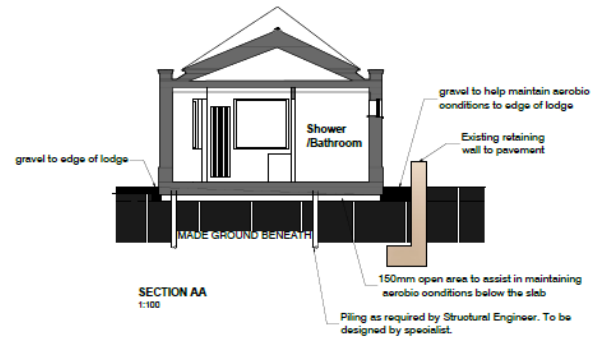 gravel to help maintain aerobic
conditions to edge of lodge
Shower
/Bathroom
Existing retaining
wall to pavement
gravel to edge of lodge
MADE GROUND BENEATH
150mm open area to assist in maintaining
aerobic conditions below the slab
SECTION AA
1:100
Piling as required by Structural Engineer. To be
designed by specialist.